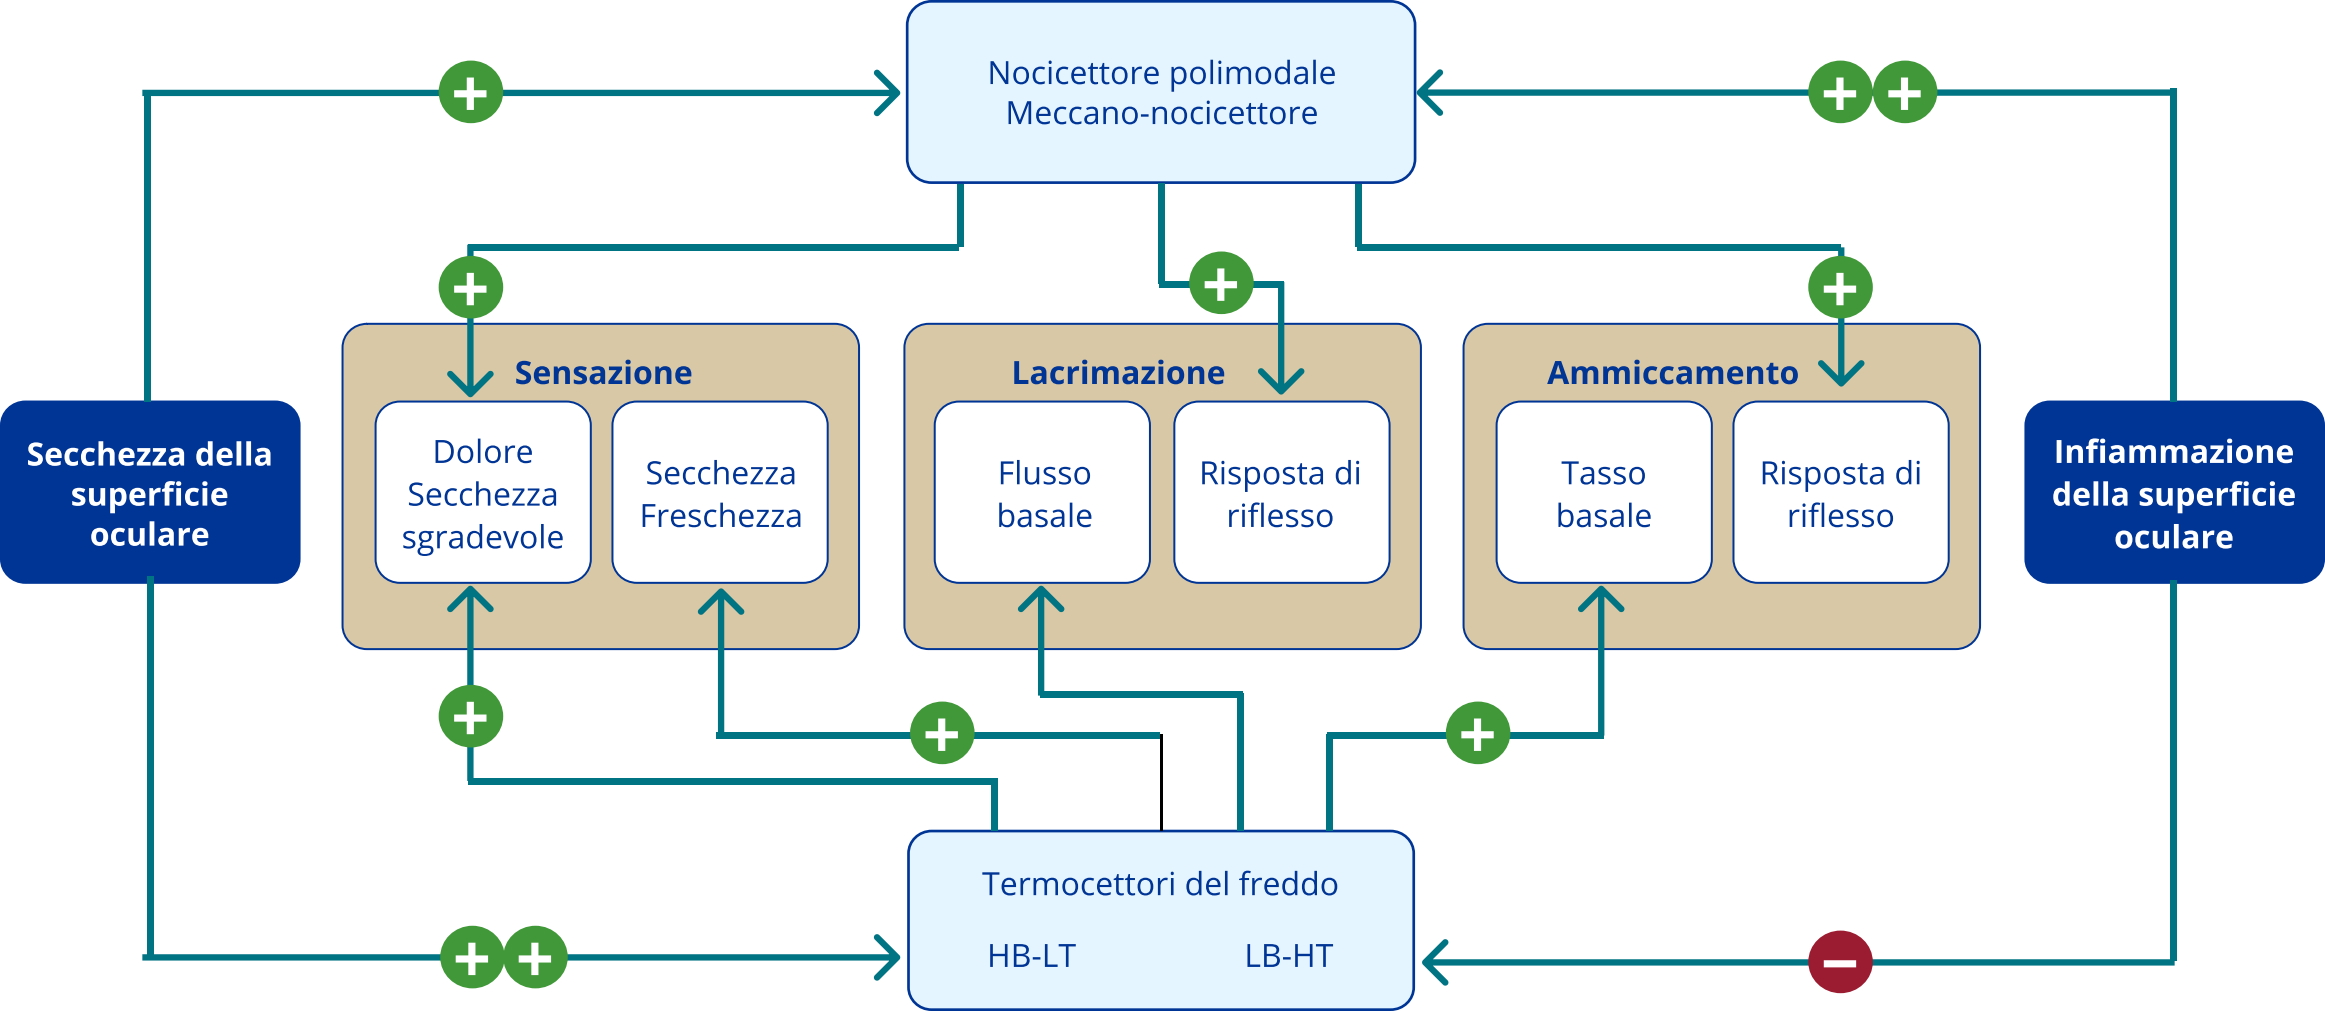 Nocicettore polimodale
Meccano-nocicettore
+
+ +
+
+
+
Sensazione
Lacrimazione
Ammiccamento
Secchezza della
superficie
oculare
Dolore
Secchezza
sgradevole
Secchezza
Freschezza
Flusso
basale
Risposta di
riflesso
Tasso
basale
Risposta di
riflesso
Infiammazione
della superficie
oculare
+
+
+
Termocettori del freddo
HB-LT
LB-HT
+ +
−